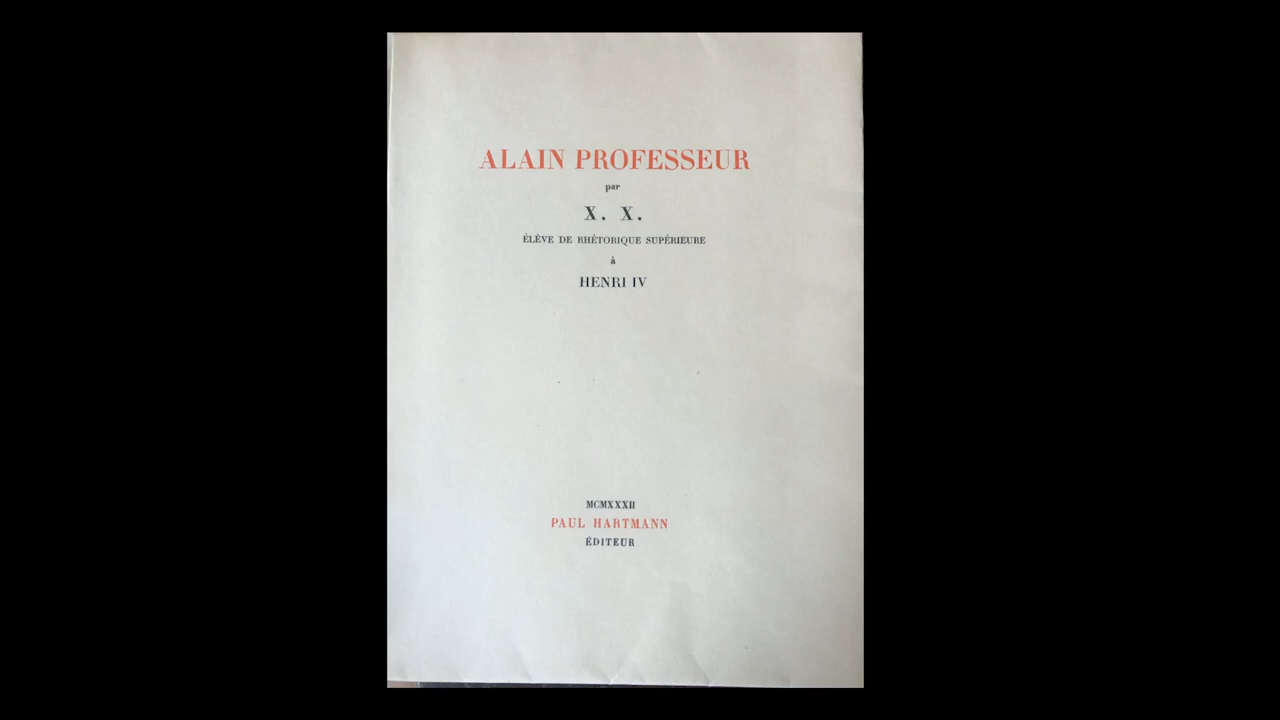 ALAIN PROFESSEUR
par
X. X.
ÉLÈVE DE RHÉTORIQUE SUPÉRIEURE
à
HENRI IV
MCMXXXII
PAUL HARTMANN
ÉDITEUR